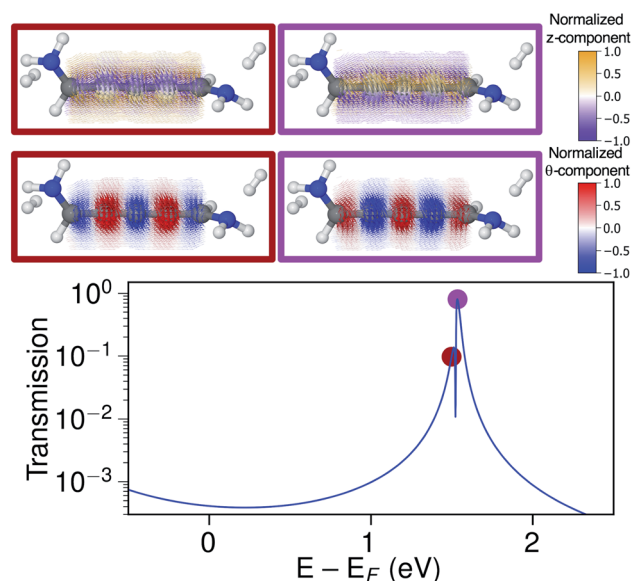 Normalized
z-component
1.0
0.5
0.0
−0.5
−1.0
Normalized
θ-component
1.0
0.5
0.0
−0.5
−1.0
10⁰
10⁻¹
10⁻²
10⁻³
Transmission
0 1 2
E − E_F (eV)